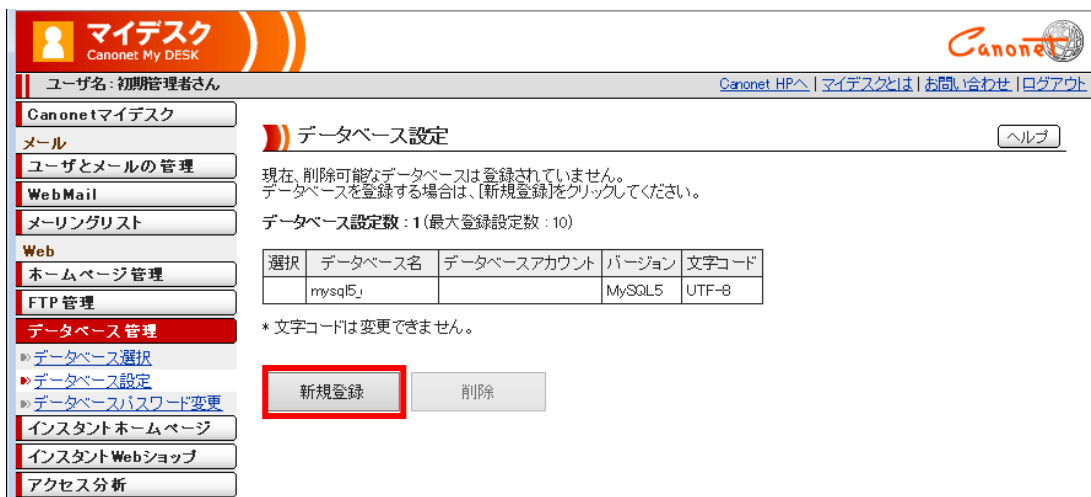 マイデスク
Canonet My DESK
Canonet
ユーザ名：初期管理者さん
Canonet HPへ | マイデスクとは | お問い合わせ | ログアウト
Canonetマイデスク
メール
ユーザとメールの管理
WebMail
メーリングリスト
Web
ホームページ管理
FTP管理
データベース管理
データベース選択
データベース設定
データベースパスワード変更
インスタントホームページ
インスタントWebショップ
アクセス分析
データベース設定
ヘルプ
現在、削除可能なデータベースは登録されていません。
データベースを登録する場合は、[新規登録]をクリックしてください。
データベース設定数：1（最大登録設定数：10）
選択 データベース名 データベースアカウント バージョン 文字コード
mysql5_ MySQL5 UTF-8
* 文字コードは変更できません。
新規登録 削除